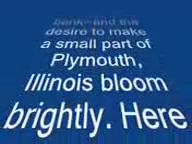 bank--and the
desire to make
a small part of
Plymouth,
Illinois bloom
brightly. Here